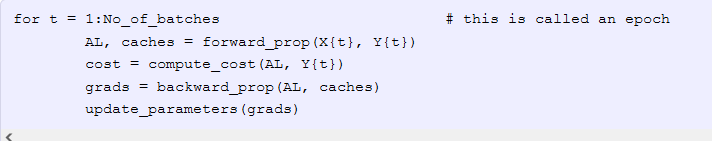 for t = 1:No_of_batches # this is called an epoch
AL, caches = forward_prop(X{t}, Y{t})
cost = compute_cost(AL, Y{t})
grads = backward_prop(AL, caches)
update_parameters(grads)